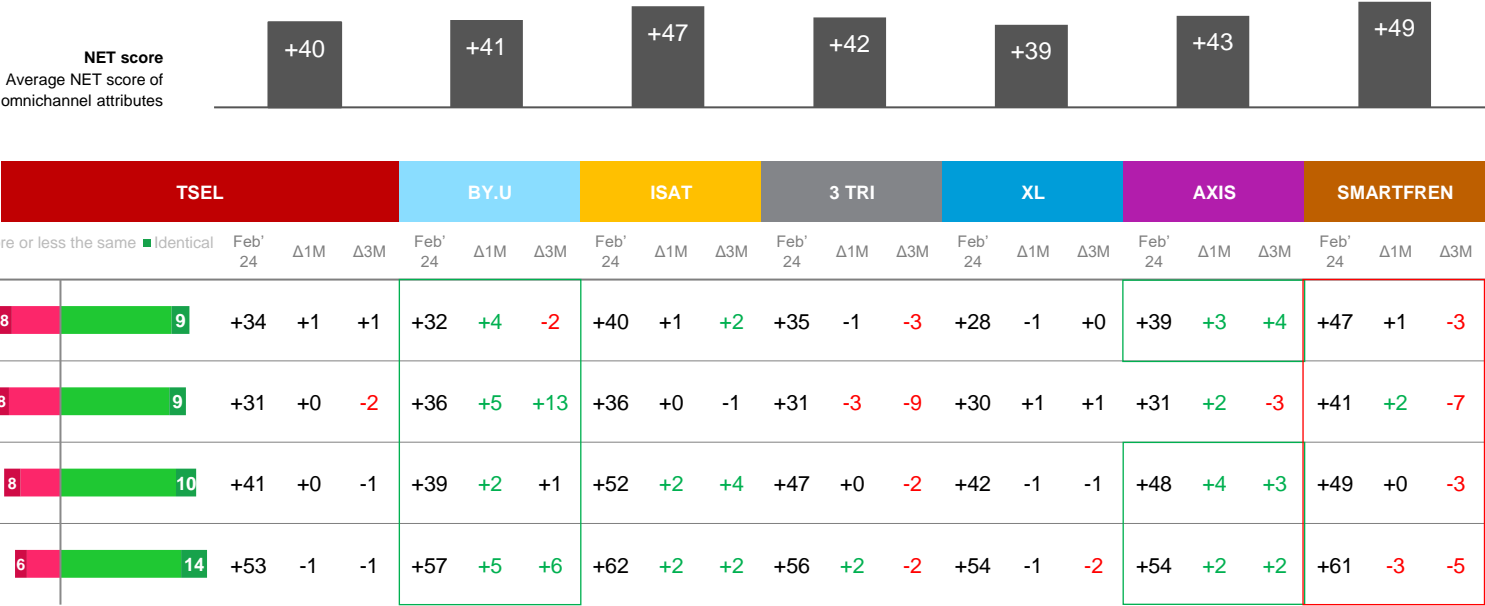 +40 +41 +47 +42 +39 +43 +49
NET score
Average NET score of
omnichannel attributes
TSEL BY.U ISAT 3 TRI XL AXIS SMARTFREN
re or less the same Identical Feb' 24 Δ1M Δ3M Feb' 24 Δ1M Δ3M Feb' 24 Δ1M Δ3M Feb' 24 Δ1M Δ3M Feb' 24 Δ1M Δ3M Feb' 24 Δ1M Δ3M Feb' 24 Δ1M Δ3M
8 9 +34 +1 +1 +32 +4 -2 +40 +1 +2 +35 -1 -3 +28 -1 +0 +39 +3 +4 +47 +1 -3
8 9 +31 +0 -2 +36 +5 +13 +36 +0 -1 +31 -3 -9 +30 +1 +1 +31 +2 -3 +41 +2 -7
8 10 +41 +0 -1 +39 +2 +1 +52 +2 +4 +47 +0 -2 +42 -1 -1 +48 +4 +3 +49 +0 -3
6 14 +53 -1 -1 +57 +5 +6 +62 +2 +2 +56 +2 -2 +54 -1 -2 +54 +2 +2 +61 -3 -5